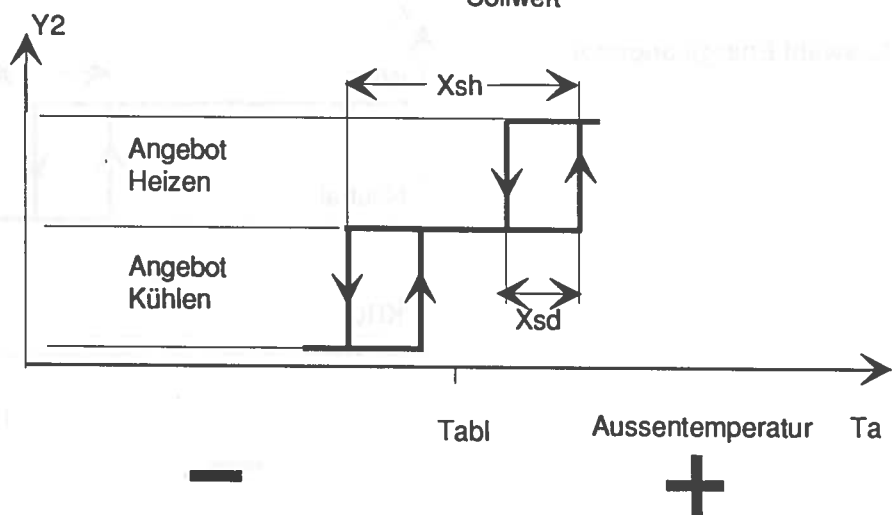 Sollwert
Y2
Xsh
Angebot
Heizen
Angebot
Kühlen
Xsd
Tabl
Aussentemperatur Ta